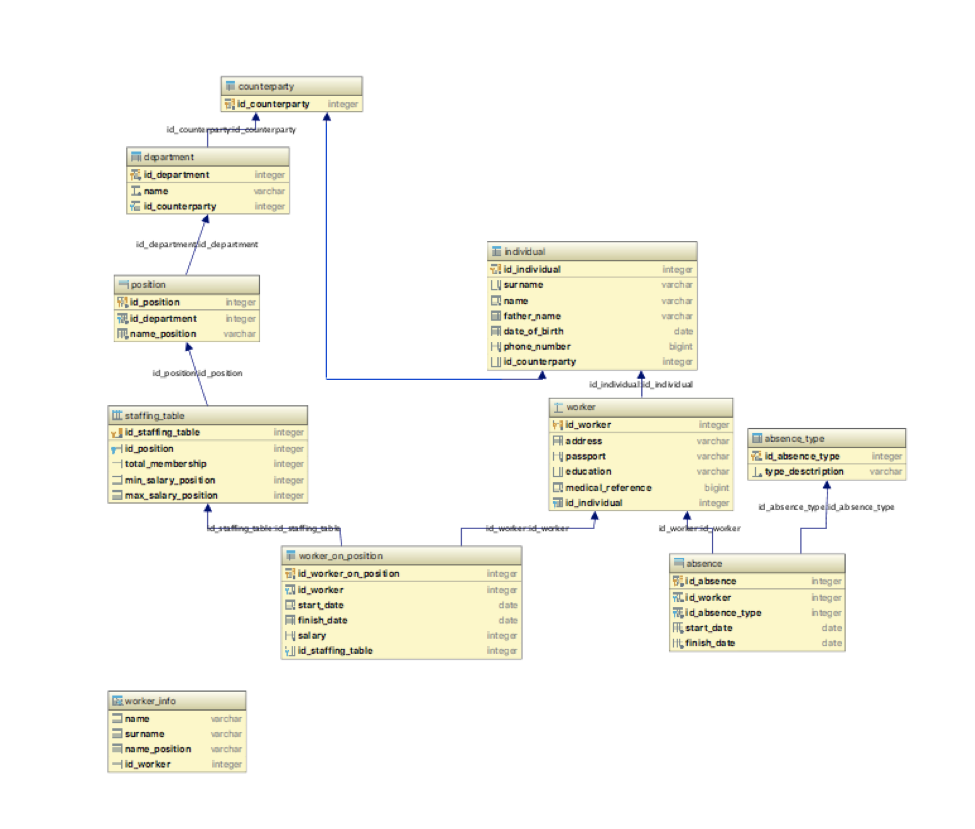 counterparty
id_counterparty integer
id_counterparty:id_counterparty
department
id_department integer
name varchar
id_counterparty integer
id_department:id_department
position
id_position integer
id_department integer
name_position varchar
id_position:id_position
individual
id_individual integer
surname varchar
name varchar
father_name varchar
date_of_birth date
phone_number bigint
id_counterparty integer
id_individual:id_individual
staffing_table
id_staffing_table integer
id_position integer
total_membership integer
min_salary_position integer
max_salary_position integer
worker
id_worker integer
address varchar
passport varchar
education varchar
medical_reference bigint
id_individual integer
absence_type
id_absence_type integer
type_desctription varchar
id_absence_type:id_absence_type
id_staffing_table:id_staffing_table
id_worker:id_worker
id_worker:id_worker
worker_on_position
id_worker_on_position integer
id_worker integer
start_date date
finish_date date
salary integer
id_staffing_table integer
absence
id_absence integer
id_worker integer
id_absence_type integer
start_date date
finish_date date
worker_info
name varchar
surname varchar
name_position varchar
id_worker integer